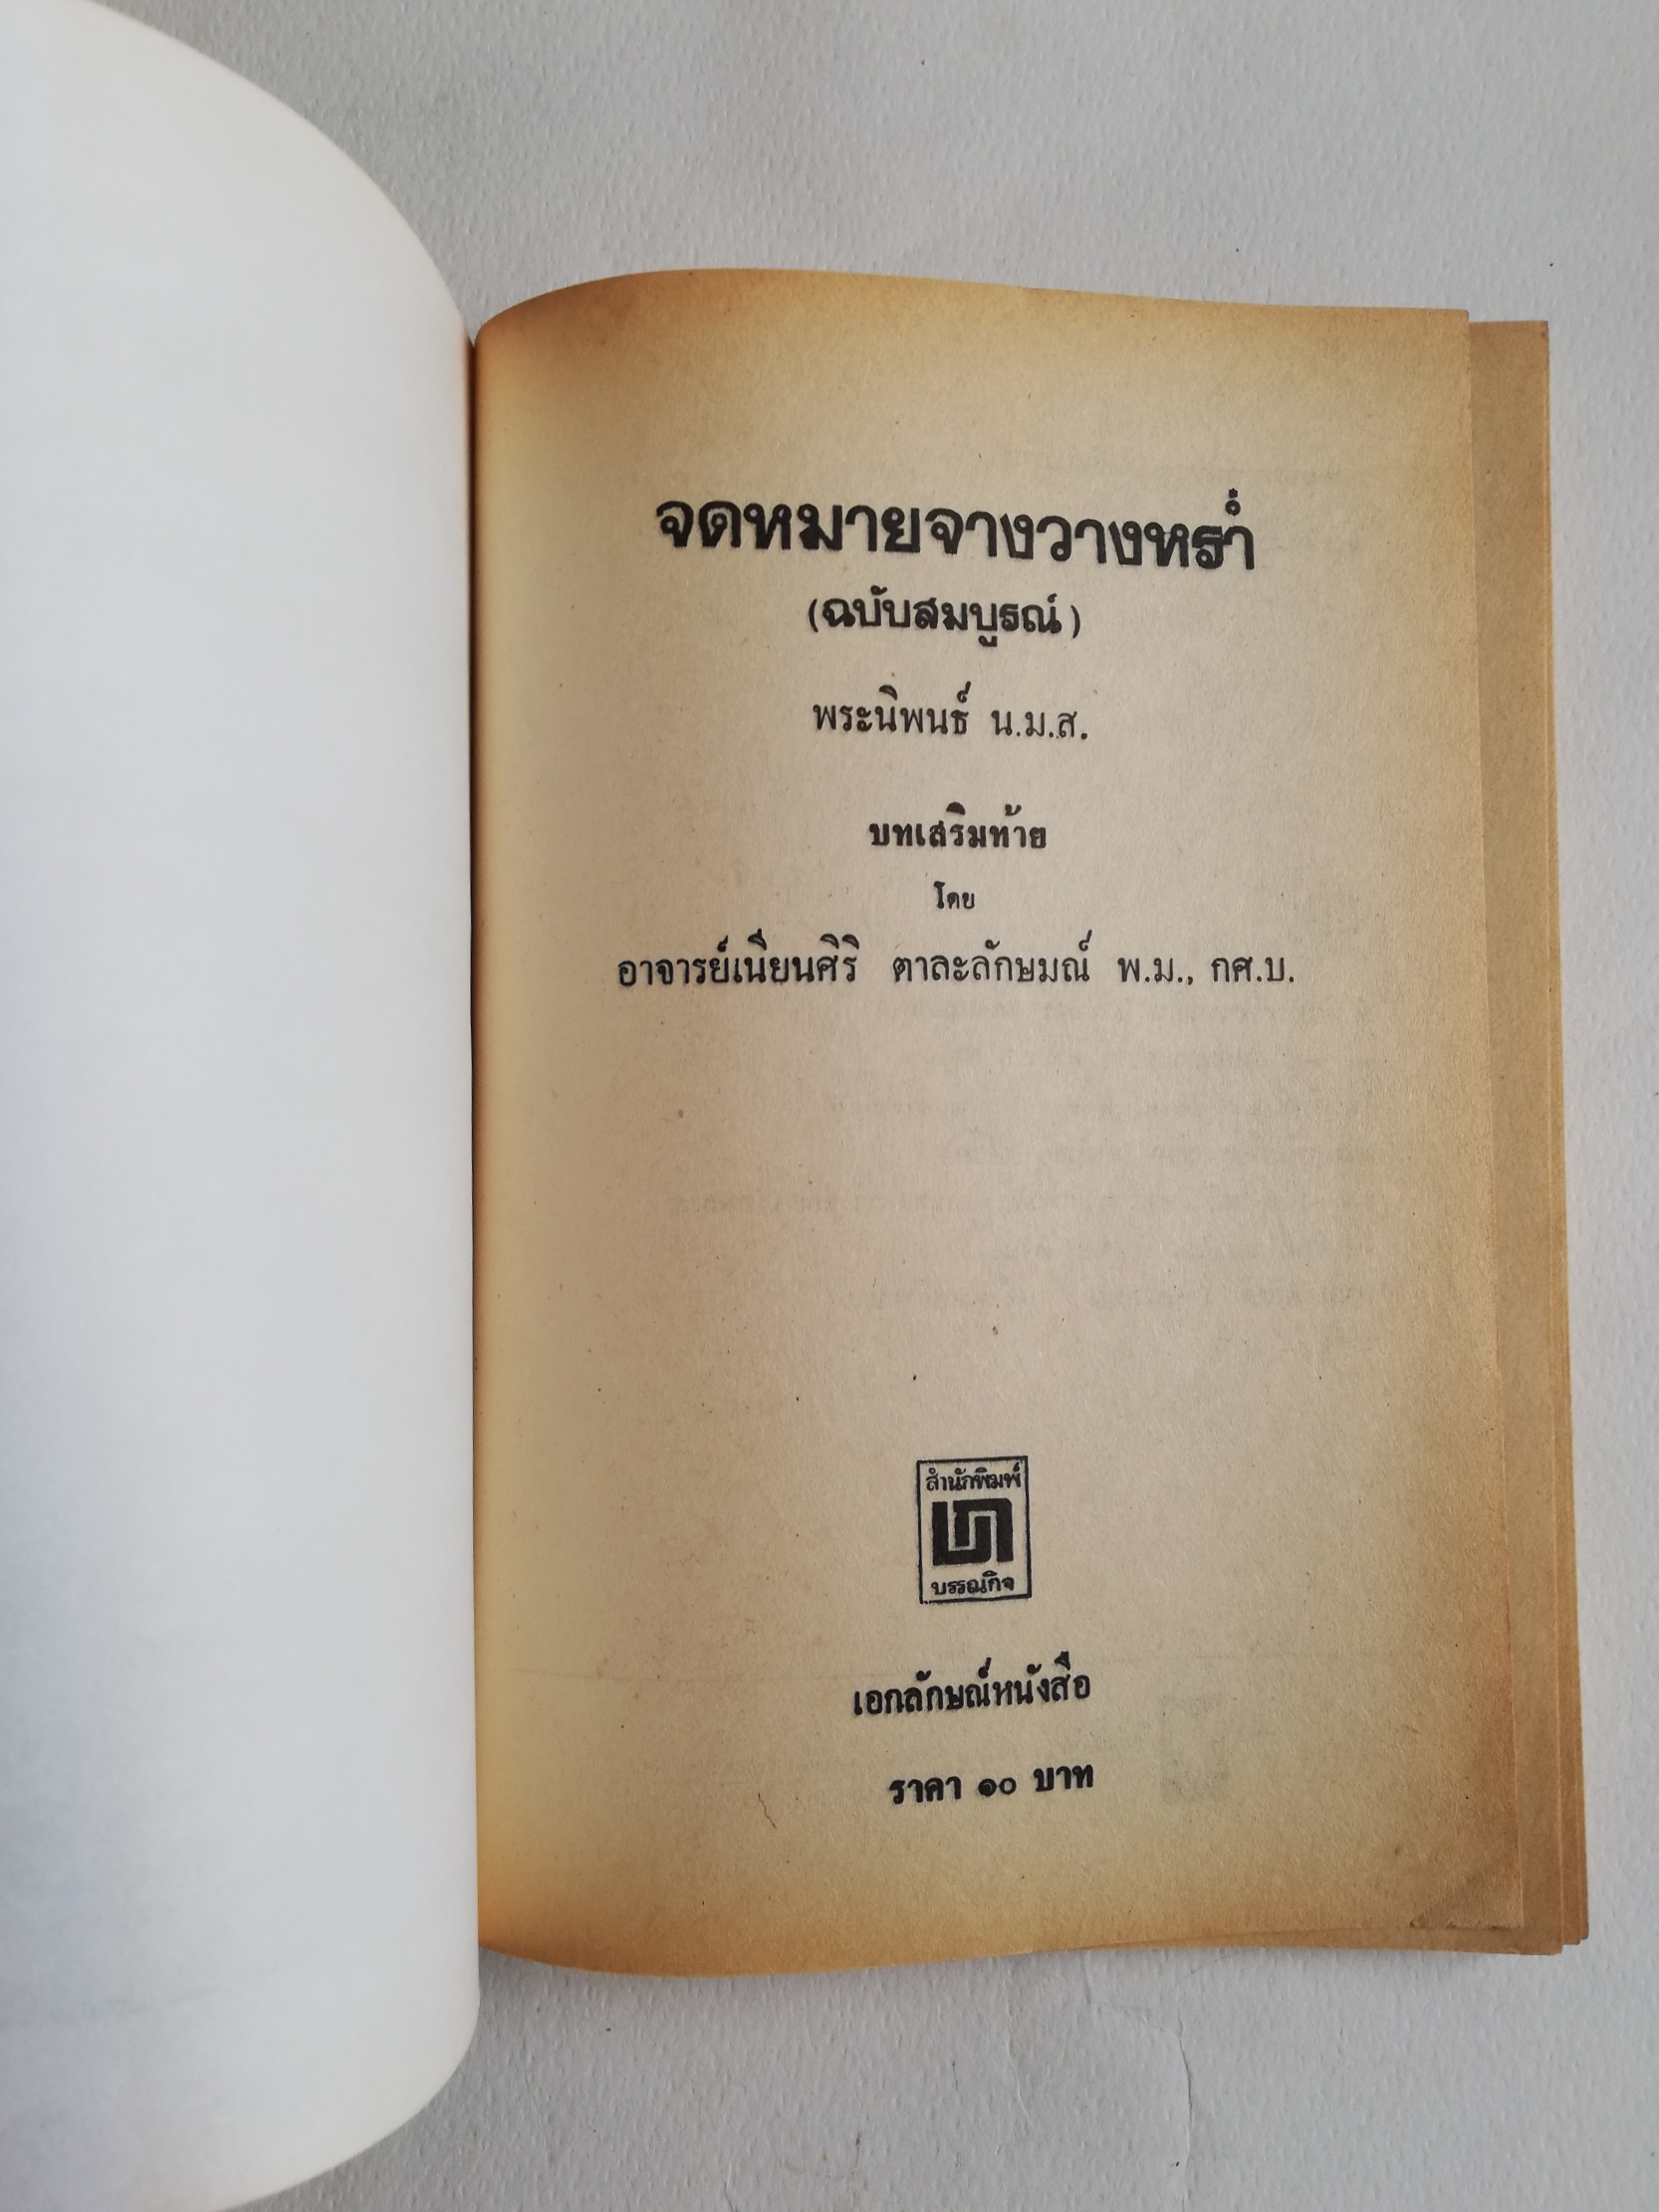 จดหมายจางวางหร่ำ
(ฉบับสมบูรณ์)
พระนิพนธ์ น.ม.ส.
บทเสริมท้าย
โดย
อาจารย์เนียนศิริ ตาละลักษมณ์ พ.ม., กศ.บ.
สำนักพิมพ์
บรรณกิจ
เอกลักษณ์หนังสือ
ราคา ๑๐ บาท